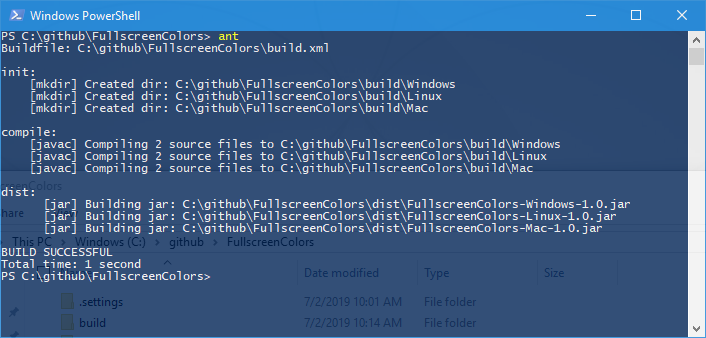 Windows PowerShell
PS C:\github\FullscreenColors> ant
Buildfile: C:\github\FullscreenColors\build.xml
init:
[mkdir] Created dir: C:\github\FullscreenColors\build\Windows
[mkdir] Created dir: C:\github\FullscreenColors\build\Linux
[mkdir] Created dir: C:\github\FullscreenColors\build\Mac
compile:
[javac] Compiling 2 source files to C:\github\FullscreenColors\build\Windows
[javac] Compiling 2 source files to C:\github\FullscreenColors\build\Linux
[javac] Compiling 2 source files to C:\github\FullscreenColors\build\Mac
screenColors
dist:
[jar] Building jar: C:\github\FullscreenColors\dist\FullscreenColors-Windows-1.0.jar
hare
[jar] Building jar: C:\github\FullscreenColors\dist\FullscreenColors-Linux-1.0.jar
[jar] Building jar: C:\github\FullscreenColors\dist\FullscreenColors-Mac-1.0.jar
This PC > Windows (C:) > github > FullscreenColors
BUILD SUCCESSFUL
Total time: 1 second
PS C:\github\FullscreenColors>
Date modified Type Size
.settings 7/2/2019 10:01 AM File folder
build 7/2/2019 10:14 AM File folder